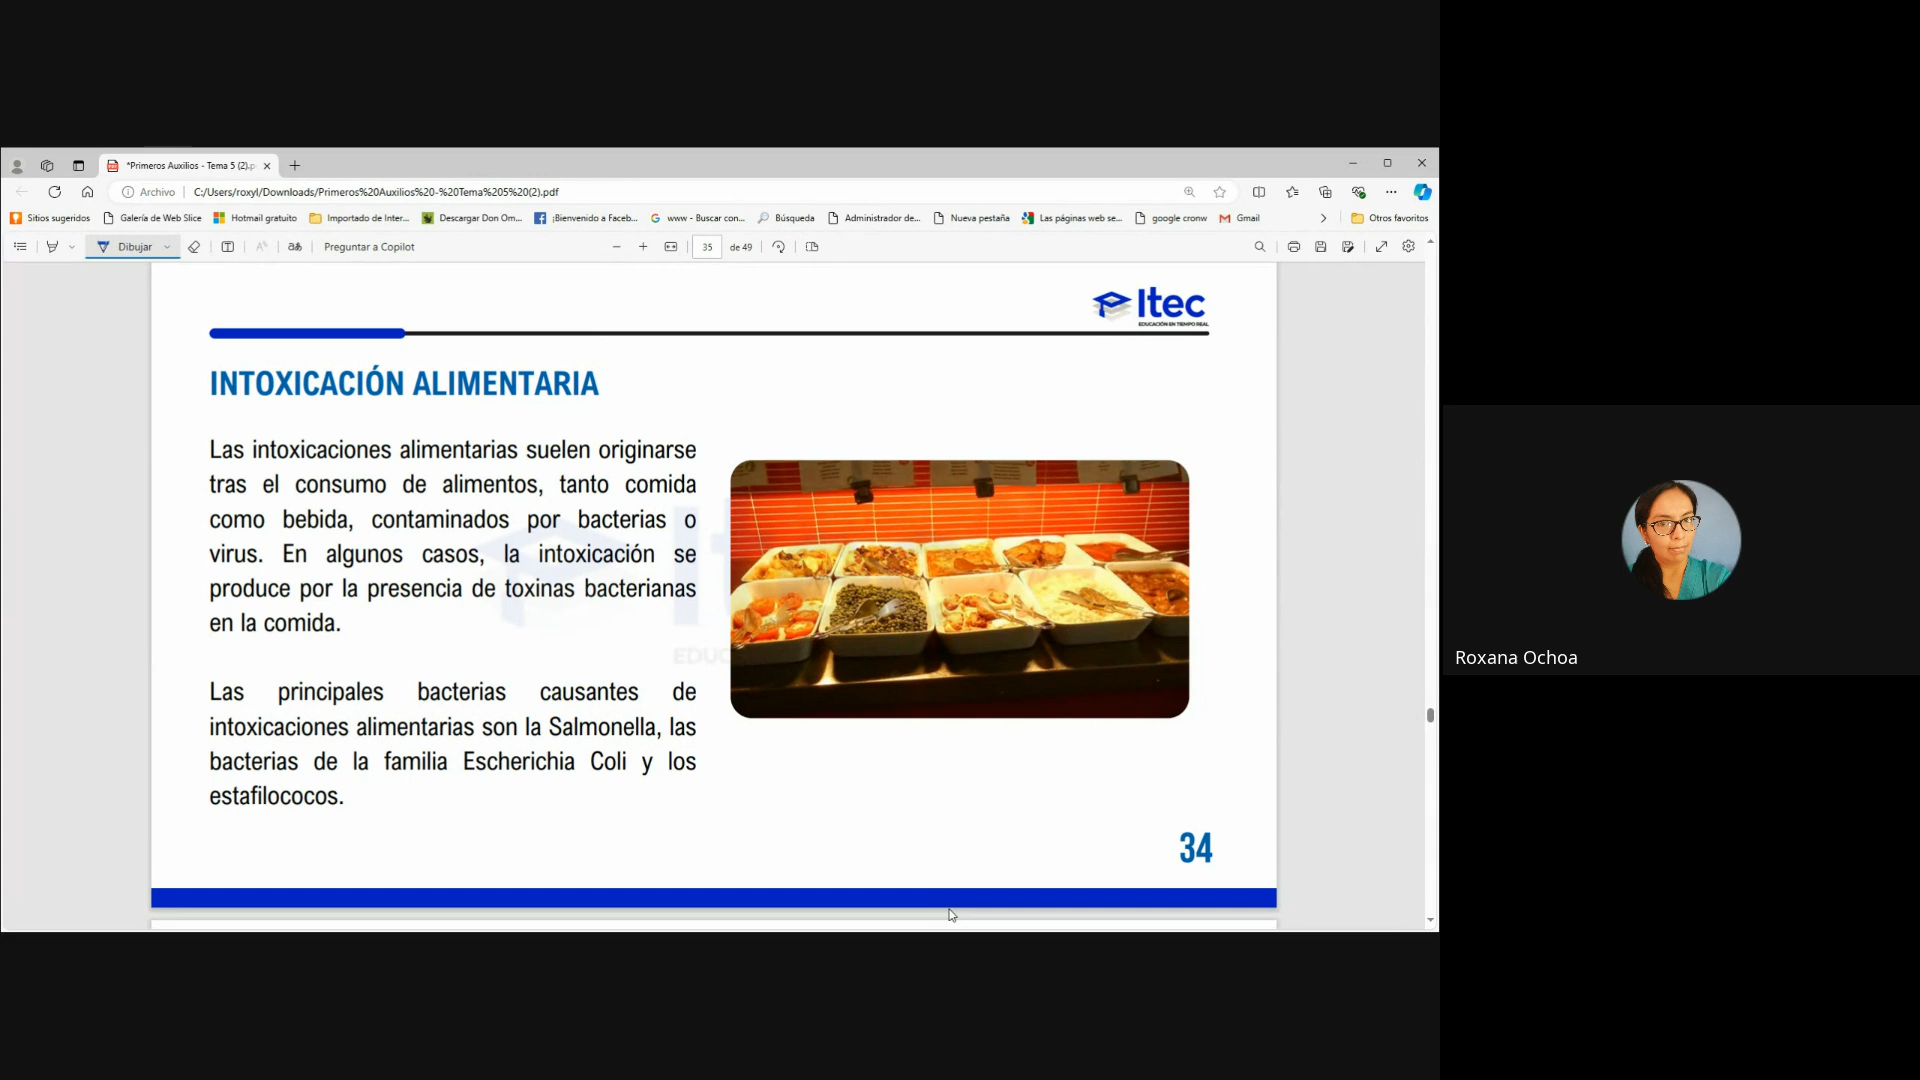 *Primeros Auxilios - Tema 5 (2).p
Archivo
C:/Users/roxyl/Downloads/Primeros%20Auxilios%20-%20Tema%205%20(2).pdf
Sitios sugeridos
Galería de Web Slice
Hotmail gratuito
Importado de Inter...
Descargar Don Om...
¡Bienvenido a Faceb...
www - Buscar con...
Búsqueda
Administrador de...
Nueva pestaña
Las páginas web se...
google cronw
Gmail
Otros favoritos
Dibujar
Preguntar a Copilot
35
de 49
Itec
EDUCACIÓN EN TIEMPO REAL
INTOXICACIÓN ALIMENTARIA
Las intoxicaciones alimentarias suelen originarse
tras el consumo de alimentos, tanto comida
como bebida, contaminados por bacterias o
virus. En algunos casos, la intoxicación se
produce por la presencia de toxinas bacterianas
en la comida.
Las principales bacterias causantes de
intoxicaciones alimentarias son la Salmonella, las
bacterias de la familia Escherichia Coli y los
estafilococos.
34
Roxana Ochoa